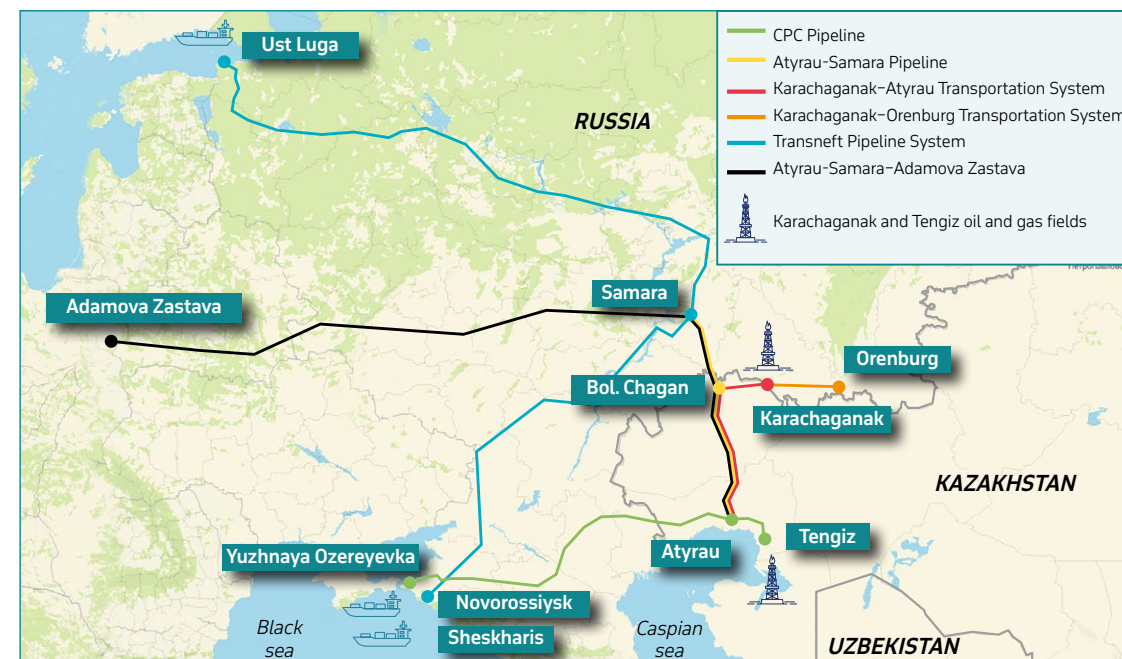 Ust Luga
RUSSIA
CPC Pipeline
Atyrau-Samara Pipeline
Karachaganak–Atyrau Transportation System
Karachaganak–Orenburg Transportation System
Transneft Pipeline System
Atyrau-Samara–Adamova Zastava
Karachaganak and Tengiz oil and gas fields
Samara
Adamova Zastava
Orenburg
Bol. Chagan
Karachaganak
KAZAKHSTAN
Tengiz
Atyrau
Yuzhnaya Ozereyevka
Novorossiysk
Sheskharis
Black
sea
Caspian
sea
UZBEKISTAN